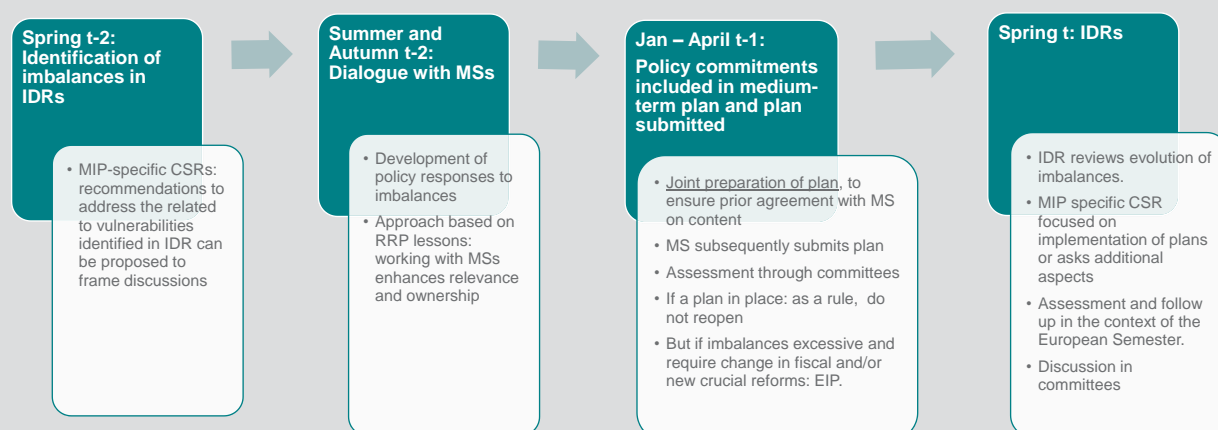 Spring t-2:
Identification of
imbalances in
IDRs
• MIP-specific CSRs:
recommendations to
address the related
to vulnerabilities
identified in IDR can
be proposed to
frame discussions
Summer and
Autumn t-2:
Dialogue with MSs
• Development of
policy responses to
imbalances
• Approach based on
RRP lessons:
working with MSs
enhances relevance
and ownership
Jan – April t-1:
Policy commitments
included in medium-
term plan and plan
submitted
• Joint preparation of plan, to
ensure prior agreement with MS
on content
• MS subsequently submits plan
• Assessment through committees
• If a plan in place: as a rule, do
not reopen
• But if imbalances excessive and
require change in fiscal and/or
new crucial reforms: EIP.
Spring t: IDRs
• IDR reviews evolution of
imbalances.
• MIP specific CSR
focused on
implementation of plans
or asks additional
aspects
• Assessment and follow
up in the context of the
European Semester.
• Discussion in
committees